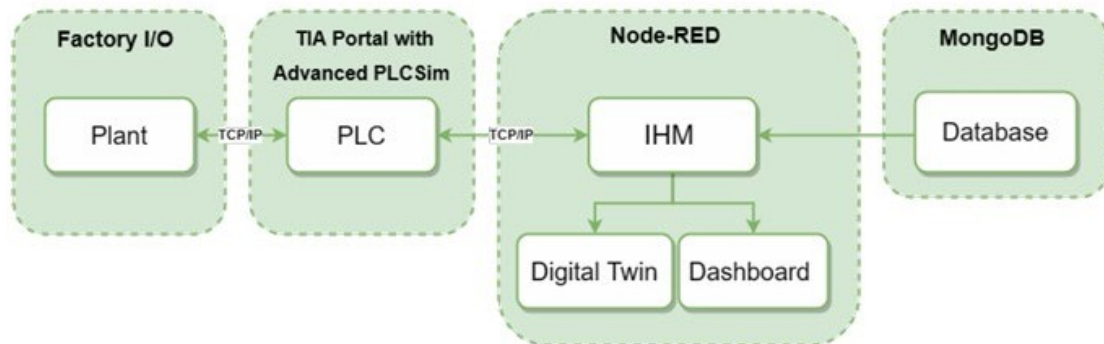 Factory I/O
Plant
TCP/IP
TIA Portal with
Advanced PLCSim
PLC
TCP/IP
Node-RED
IHM
Digital Twin
Dashboard
MongoDB
Database